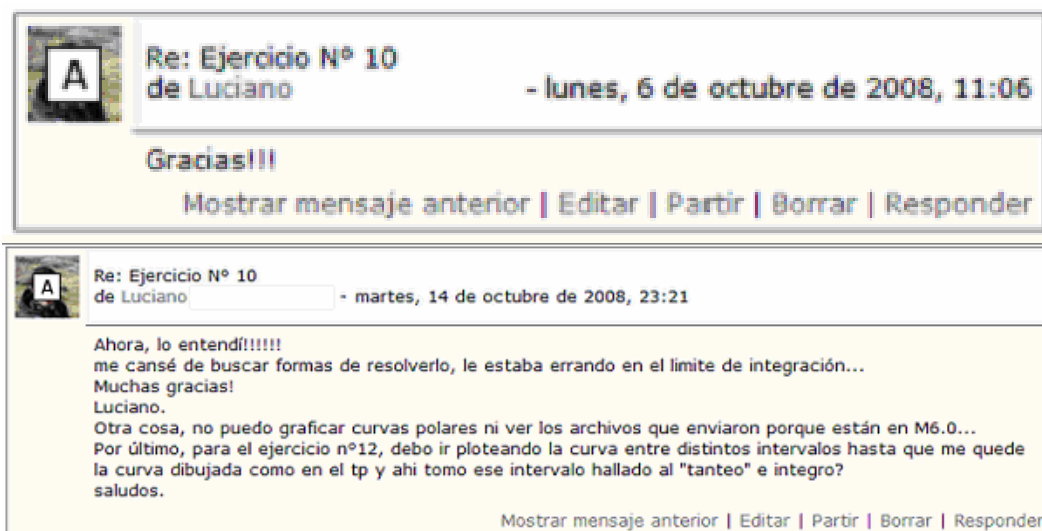 A
Re: Ejercicio Nº 10
de Luciano - lunes, 6 de octubre de 2008, 11:06
Gracias!!!
Mostrar mensaje anterior | Editar | Partir | Borrar | Responder
A
Re: Ejercicio Nº 10
de Luciano - martes, 14 de octubre de 2008, 23:21
Ahora, lo entendí!!!!!!
me cansé de buscar formas de resolverlo, le estaba errando en el limite de integración...
Muchas gracias!
Luciano.
Otra cosa, no puedo graficar curvas polares ni ver los archivos que enviaron porque están en M6.0...
Por último, para el ejercicio nº12, debo ir ploteando la curva entre distintos intervalos hasta que me quede
la curva dibujada como en el tp y ahi tomo ese intervalo hallado al "tanteo" e integro?
saludos.
Mostrar mensaje anterior | Editar | Partir | Borrar | Responder